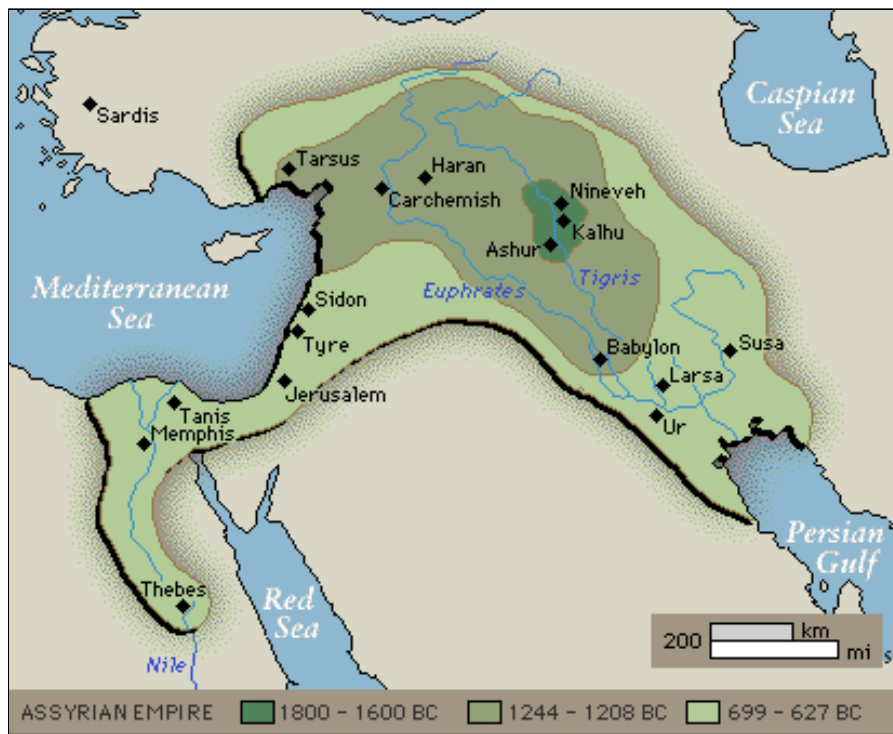 Caspian
Sea
Sardis
Tarsus
Haran
Carchemish
Nineveh
Kalhu
Ashur
Tigris
Euphrates
Mediterranean
Sea
Sidon
Tyre
Jerusalem
Babylon
Susa
Larsa
Ur
Tanis
Memphis
Persian
Gulf
Thebes
Red
Sea
Nile
200 km
mi
s
ASSYRIAN EMPIRE 1800 - 1600 BC 1244 - 1208 BC 699 - 627 BC